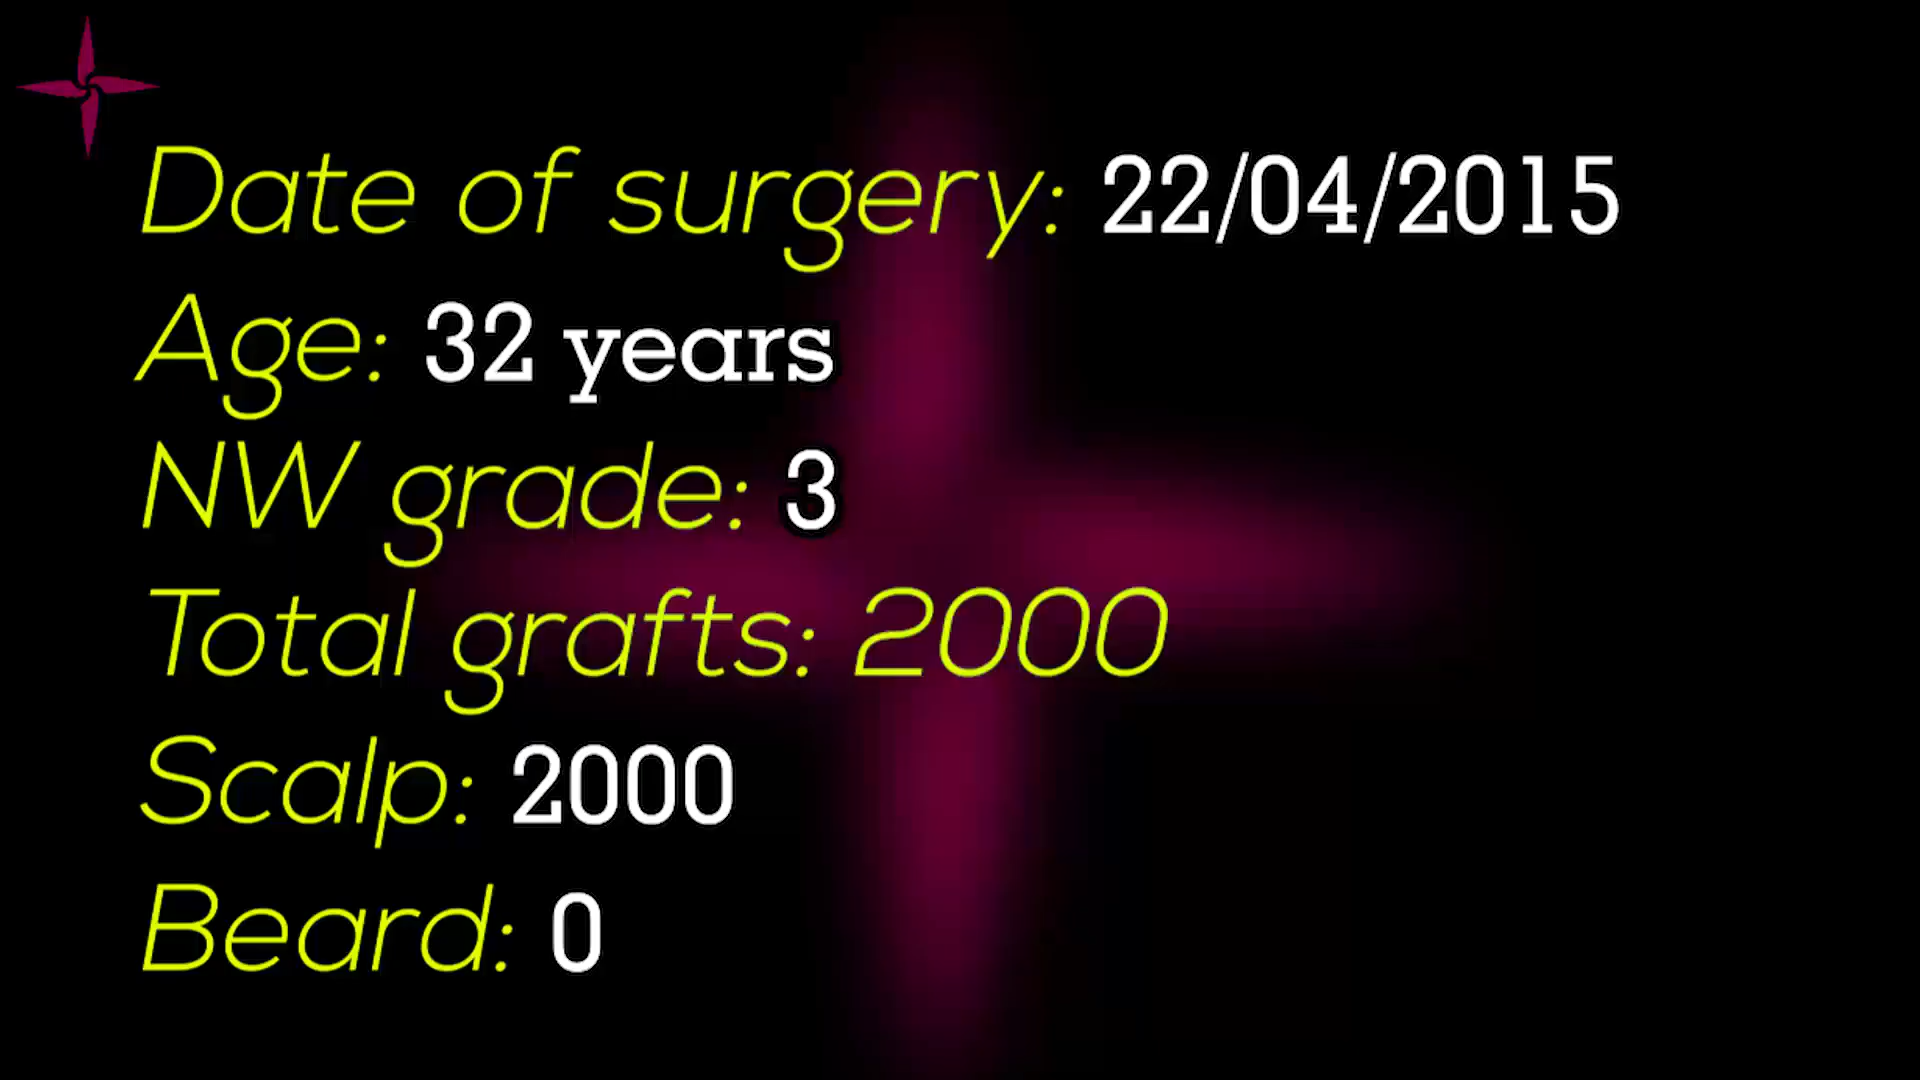 Date of surgery: 22/04/2015
Age: 32 years
NW grade: 3
Total grafts: 2000
Scalp: 2000
Beard: 0